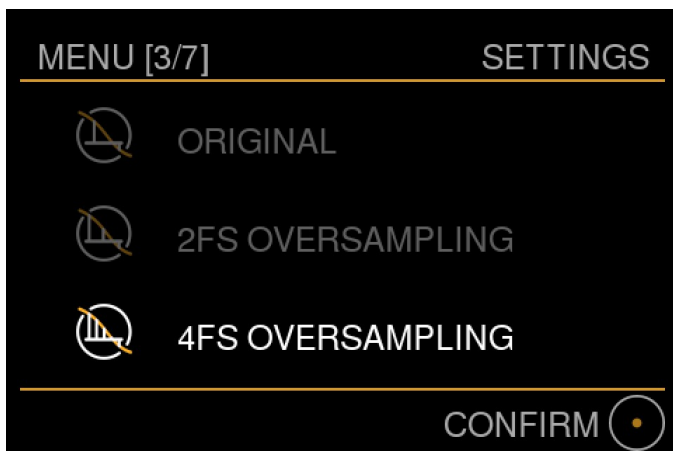 MENU [3/7] SETTINGS
ORIGINAL
2FS OVERSAMPLING
4FS OVERSAMPLING
CONFIRM